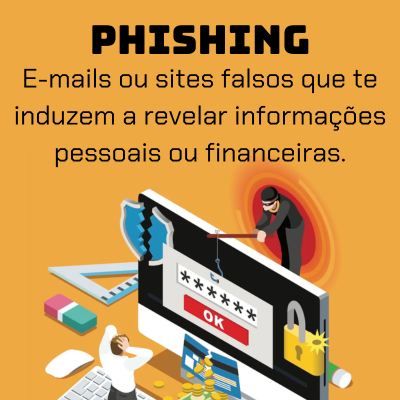 PHISHING
E-mails ou sites falsos que te
induzem a revelar informações
pessoais ou financeiras.
******
OK